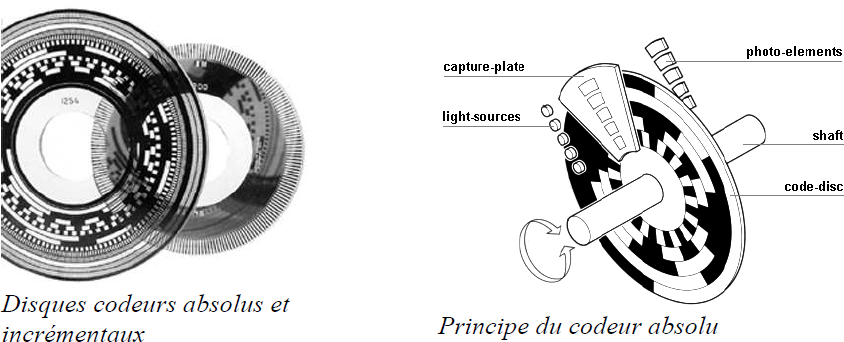 1254
capture-plate
photo-elements
light-sources
shaft
code-disc
Disques codeurs absolus et
incrémentaux
Principe du codeur absolu